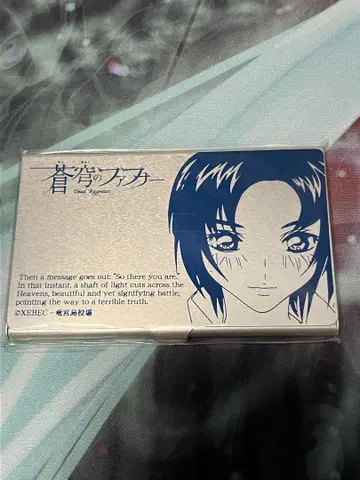 蒼穹のファフナー
Dead Aggressor
Then a message goes out: "So there you are."
In that instant, a shaft of light cuts across the
Heavens, beautiful and yet signifying battle,
pointing the way to a terrible truth.
©XEBEC・竜宮島役場